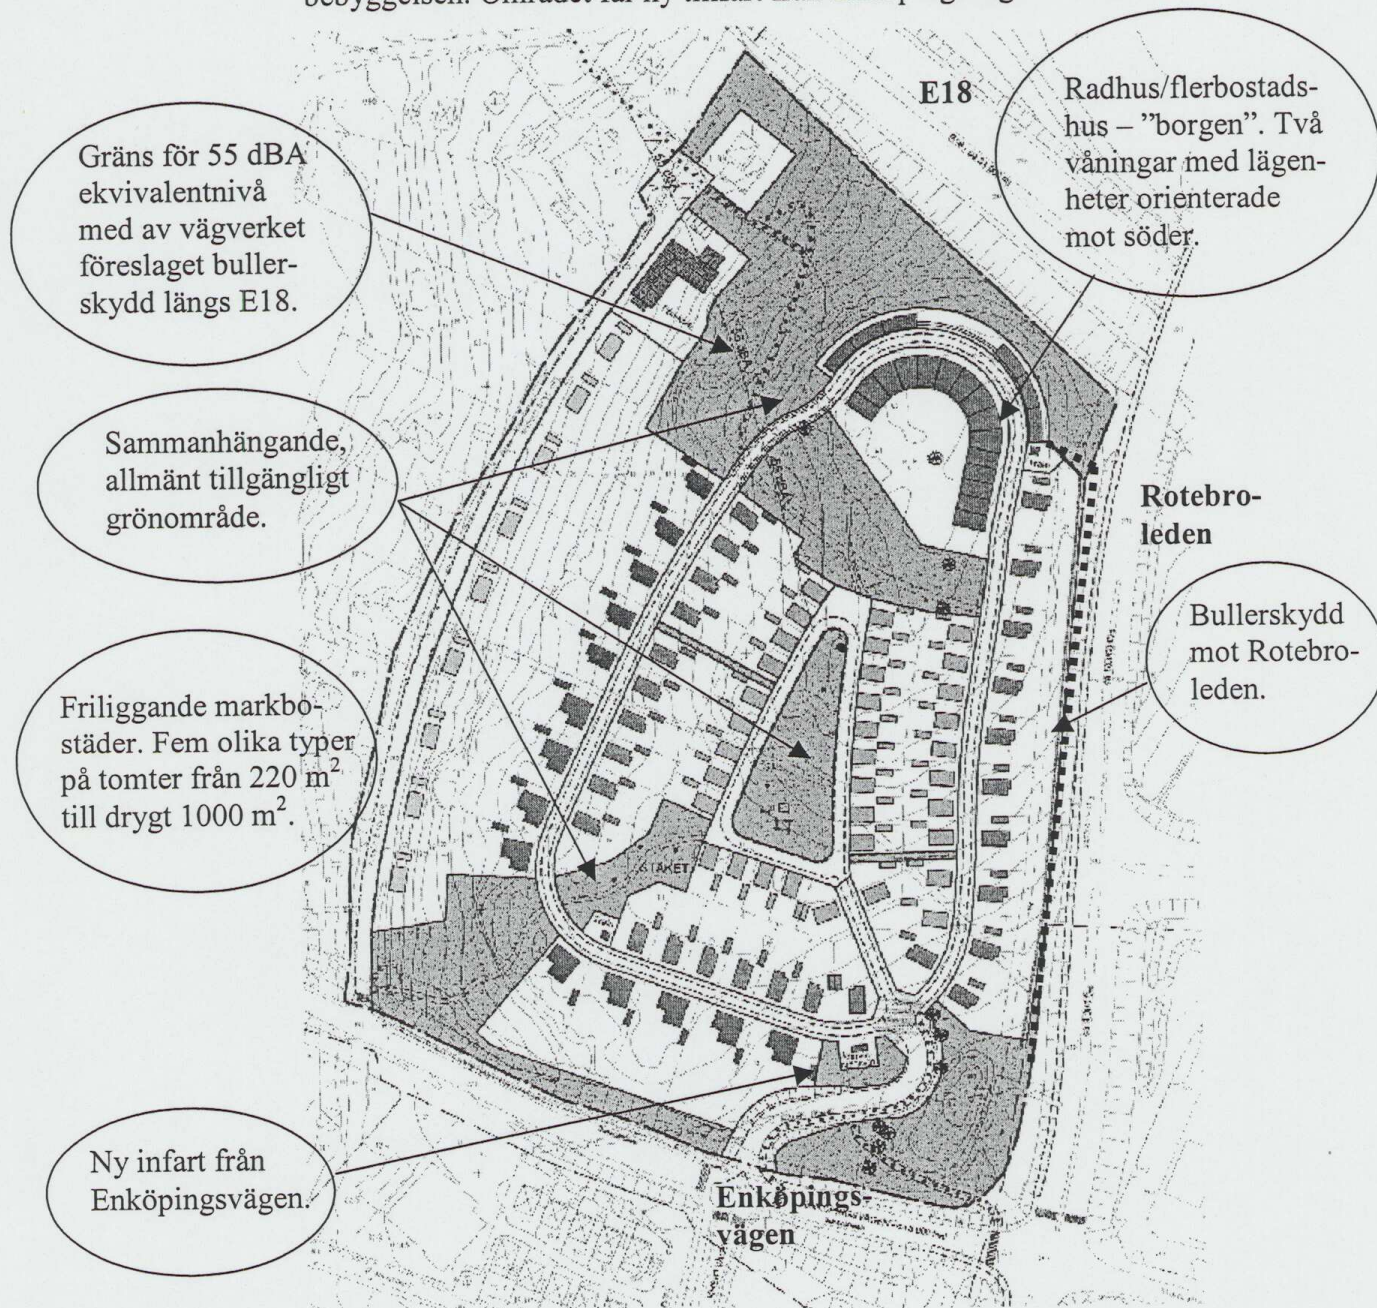 E18
Radhus/flerbostads-
hus – ”borgen”. Två
våningar med lägen-
heter orienterade
mot söder.
Gräns för 55 dBA
ekvivalentnivå
med av vägverket
föreslaget buller-
skydd längs E18.
Sammanhängande,
allmänt tillgängligt
grönområde.
Rotebro-
leden
Bullerskydd
mot Rotebro-
leden.
Friliggande markbo-
städer. Fem olika typer
på tomter från 220 m²
till drygt 1000 m².
STÄKET
Ny infart från
Enköpingsvägen.
Enköpings-
vägen